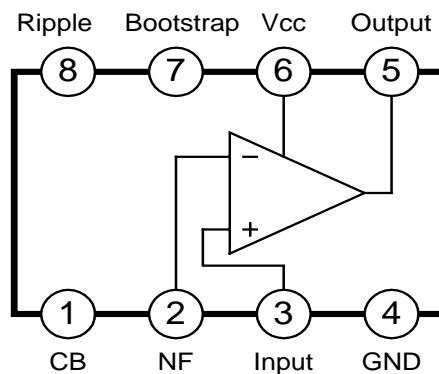 Ripple Bootstrap Vcc Output
8 7 6 5
−
+
1 2 3 4
CB NF Input GND